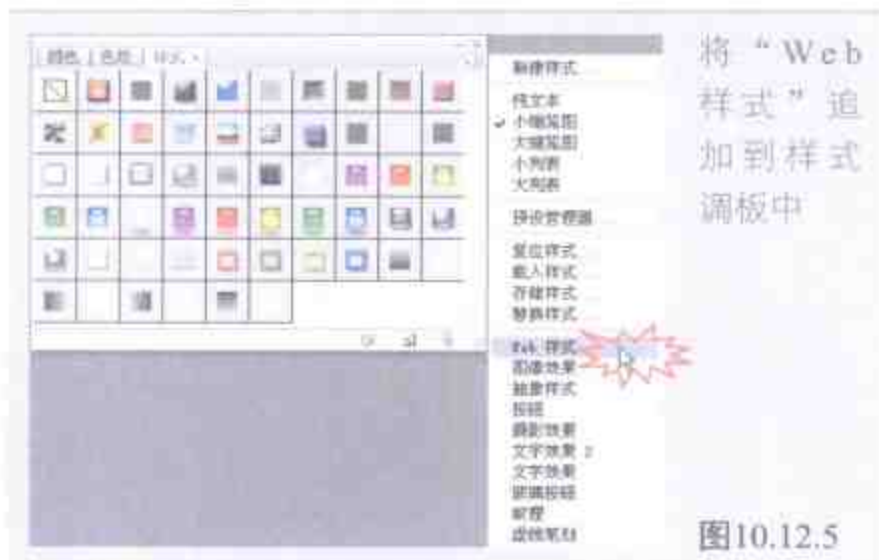 颜色
色板
样式
新建样式...
纯文本
小缩览图
大缩览图
小列表
大列表
预设管理器...
复位样式...
载入样式...
存储样式...
替换样式...
Web 样式
图像效果
抽象样式
按钮
摄影效果
文字效果 2
文字效果
玻璃按钮
纹理
虚线笔划
将“Web
样式”追
加到样式
调板中
图10.12.5